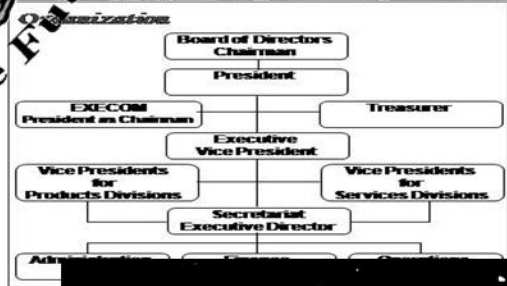 Organization
Board of Directors
Chairman
President
EXECOM
President as Chairman
Treasurer
Executive
Vice President
Vice Presidents
for
Products Divisions
Vice Presidents
for
Services Divisions
Secretariat
Executive Director